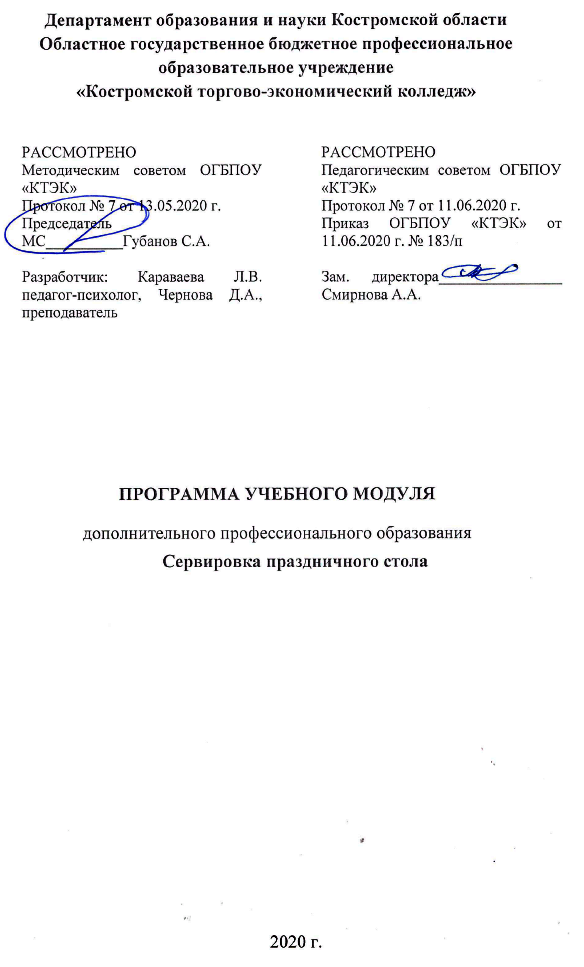 Департамент образования и науки Костромской области
Областное государственное бюджетное профессиональное
образовательное учреждение
«Костромской торгово-экономический колледж»
РАССМОТРЕНО
Методическим советом ОГБПОУ
«КТЭК»
Протокол № 7 от 13.05.2020 г.
Председатель
МС__________Губанов С.А.
Разработчик: Караваева Л.В.
педагог-психолог, Чернова Д.А.,
преподаватель
РАССМОТРЕНО
Педагогическим советом ОГБПОУ
«КТЭК»
Протокол № 7 от 11.06.2020 г.
Приказ ОГБПОУ «КТЭК» от
11.06.2020 г. № 183/п
Зам. директора________________
Смирнова А.А.
ПРОГРАММА УЧЕБНОГО МОДУЛЯ
дополнительного профессионального образования
Сервировка праздничного стола
2020 г.